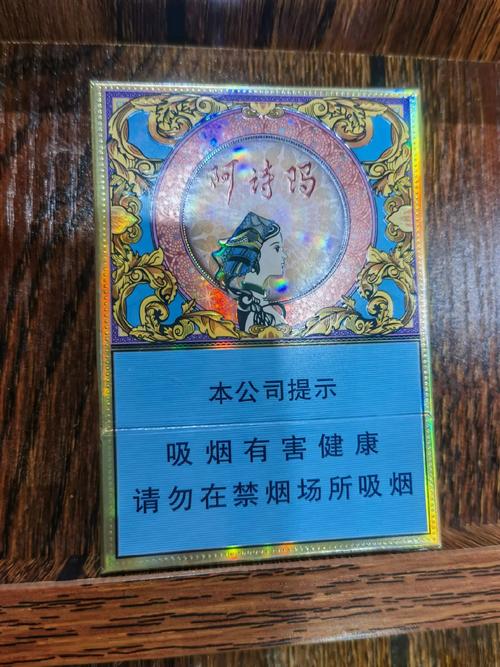 阿诗玛
本公司提示
吸烟有害健康
请勿在禁烟场所吸烟